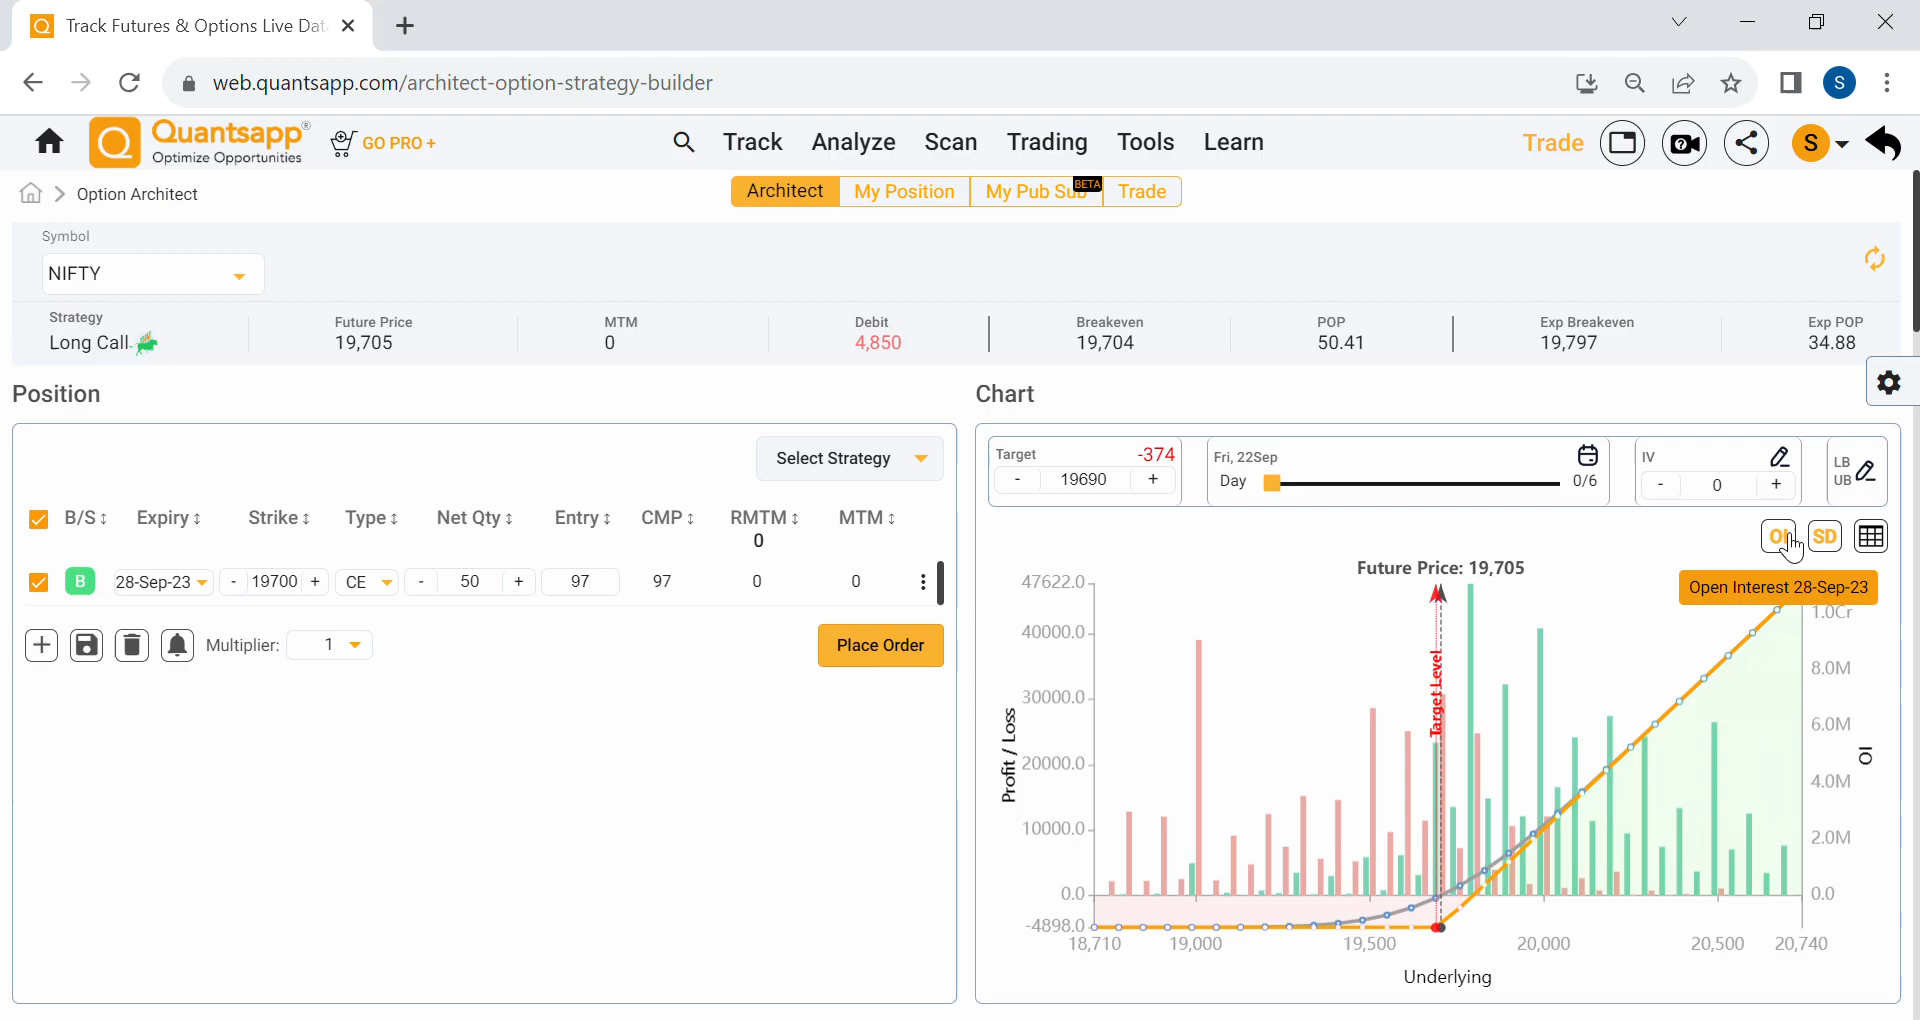 Track Futures & Options Live Dat
web.quantsapp.com/architect-option-strategy-builder
S
Quantsapp®
Optimize Opportunities
GO PRO +
Track
Analyze
Scan
Trading
Tools
Learn
Trade
S
Option Architect
Architect
My Position
My Pub Sub
BETA
Trade
Symbol
NIFTY
Strategy
Long Call
Future Price
19,705
MTM
0
Debit
4,850
Breakeven
19,704
POP
50.41
Exp Breakeven
19,797
Exp POP
34.88
Position
Select Strategy
B/S Expiry Strike Type Net Qty Entry CMP RMTM MTM
0
B 28-Sep-23 - 19700 + CE - 50 + 97 97 0 0
Multiplier: 1
Place Order
Chart
Target -374
- 19690 +
Fri, 22Sep
Day 0/6
IV
- 0 +
LB
UB
SD
Open Interest 28-Sep-23
Future Price: 19,705
Target Level
Profit / Loss
47622.0
40000.0
30000.0
20000.0
10000.0
0.0
-4898.0
1.0Cr
8.0M
6.0M
4.0M
2.0M
0.0
OI
18,710 19,000 19,500 20,000 20,500 20,740
Underlying